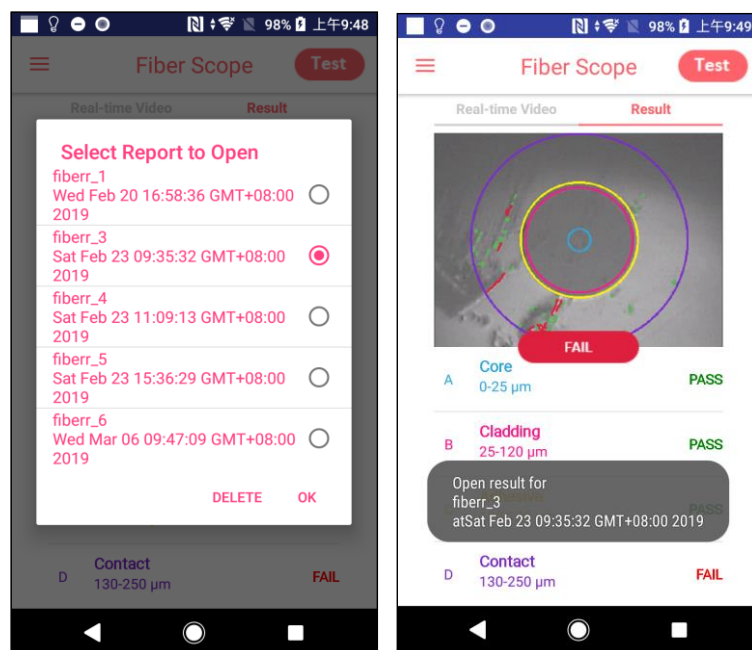 98% 上午9:48
Fiber Scope
Test
Real-time Video
Result
Select Report to Open
fiberr_1
Wed Feb 20 16:58:36 GMT+08:00
2019
fiberr_3
Sat Feb 23 09:35:32 GMT+08:00
2019
fiberr_4
Sat Feb 23 11:09:13 GMT+08:00
2019
fiberr_5
Sat Feb 23 15:36:29 GMT+08:00
2019
fiberr_6
Wed Mar 06 09:47:09 GMT+08:00
2019
DELETE
OK
D
Contact
130-250 µm
FAIL
98% 上午9:49
Fiber Scope
Test
Real-time Video
Result
FAIL
A
Core
0-25 µm
PASS
B
Cladding
25-120 µm
PASS
Open result for
fiberr_3
atSat Feb 23 09:35:32 GMT+08:00 2019
PASS
D
Contact
130-250 µm
FAIL